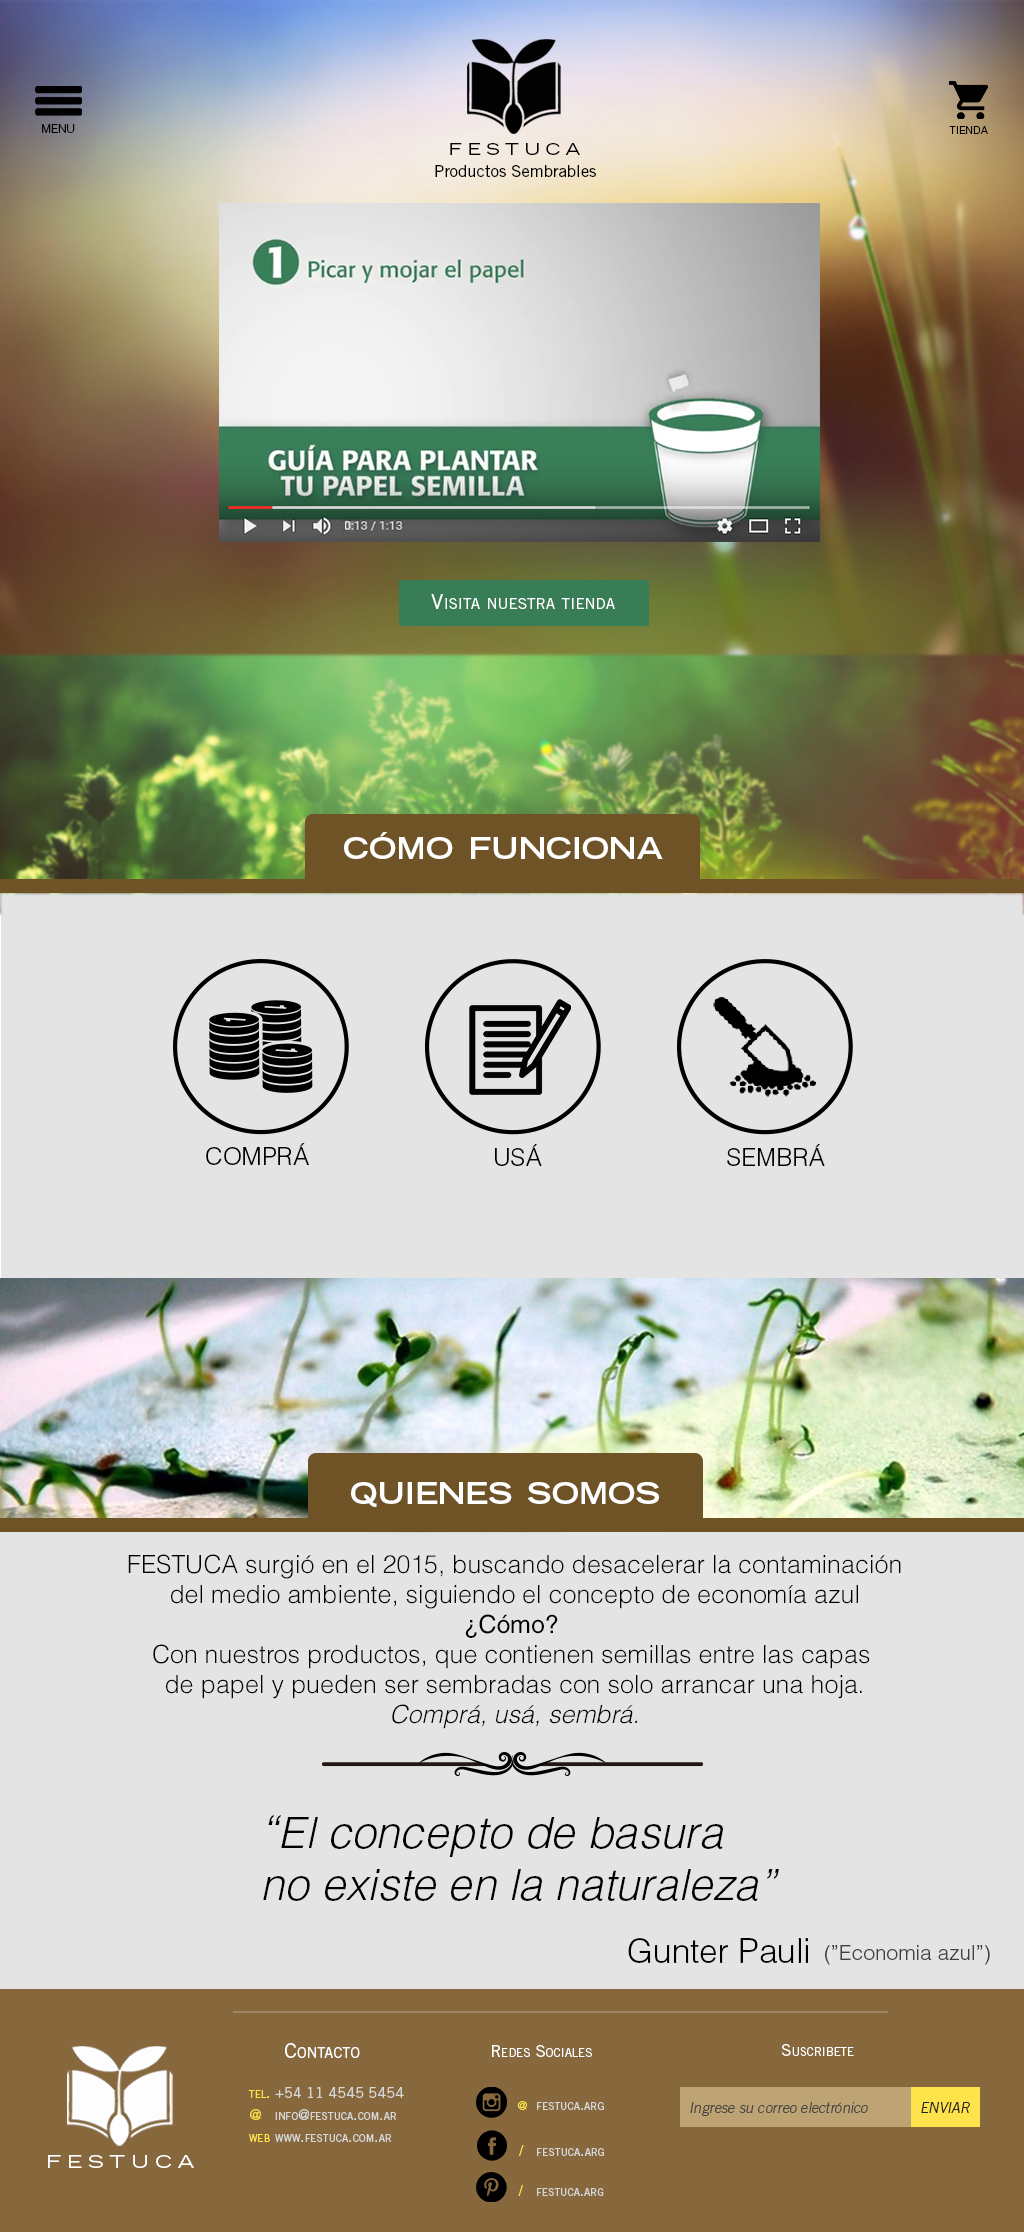 MENU
FESTUCA
Productos Sembrables
TIENDA
1 Picar y mojar el papel
GUÍA PARA PLANTAR
TU PAPEL SEMILLA
0:13 / 1:13
Visita nuestra tienda
CÓMO FUNCIONA
COMPRÁ
USÁ
SEMBRÁ
QUIENES SOMOS
FESTUCA surgió en el 2015, buscando desacelerar la contaminación
del medio ambiente, siguiendo el concepto de economía azul
¿Cómo?
Con nuestros productos, que contienen semillas entre las capas
de papel y pueden ser sembradas con solo arrancar una hoja.
Comprá, usá, sembrá.
“El concepto de basura
no existe en la naturaleza”
Gunter Pauli (”Economia azul”)
FESTUCA
Contacto
tel. +54 11 4545 5454
@ info@festuca.com.ar
web www.festuca.com.ar
Redes Sociales
@ festuca.arg
/ festuca.arg
/ festuca.arg
Suscribete
Ingrese su correo electrónico
ENVIAR